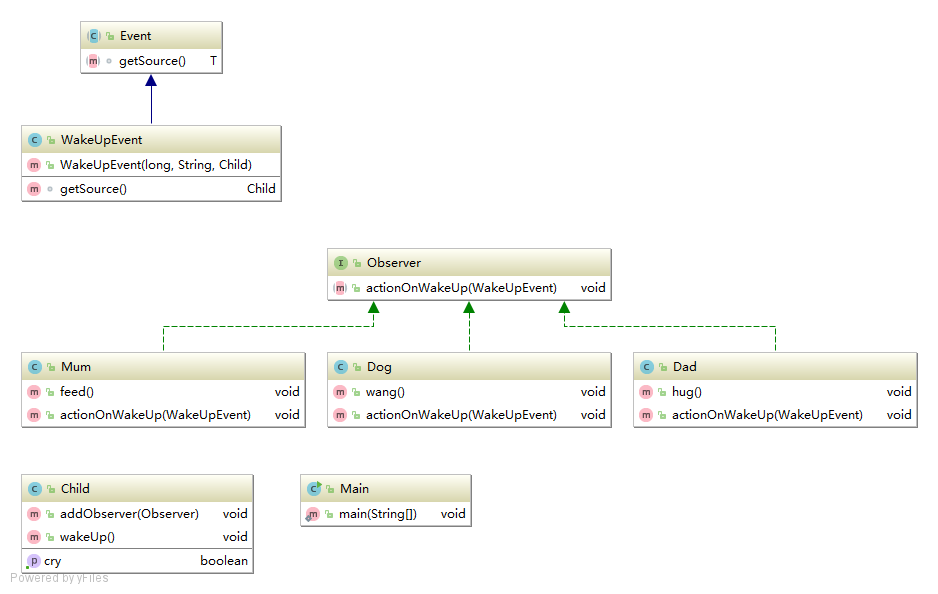 Event
getSource() T
WakeUpEvent
WakeUpEvent(long, String, Child)
getSource() Child
Observer
actionOnWakeUp(WakeUpEvent) void
Mum
feed() void
actionOnWakeUp(WakeUpEvent) void
Dog
wang() void
actionOnWakeUp(WakeUpEvent) void
Dad
hug() void
actionOnWakeUp(WakeUpEvent) void
Child
addObserver(Observer) void
wakeUp() void
cry boolean
Main
main(String[]) void
Powered by yFiles